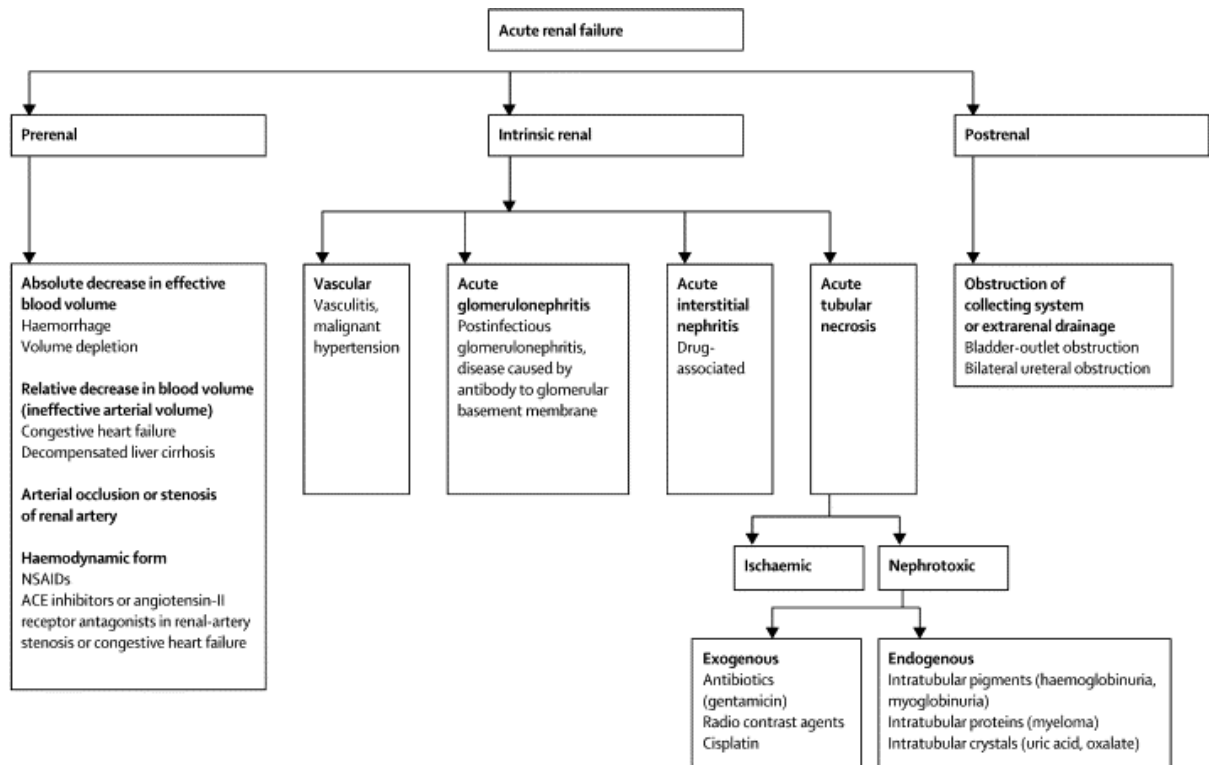 Acute renal failure
Prerenal
Intrinsic renal
Postrenal
Absolute decrease in effective
blood volume
Haemorrhage
Volume depletion
Relative decrease in blood volume
(ineffective arterial volume)
Congestive heart failure
Decompensated liver cirrhosis
Arterial occlusion or stenosis
of renal artery
Haemodynamic form
NSAIDs
ACE inhibitors or angiotensin-II
receptor antagonists in renal-artery
stenosis or congestive heart failure
Vascular
Vasculitis,
malignant
hypertension
Acute
glomerulonephritis
Postinfectious
glomerulonephritis,
disease caused by
antibody to glomerular
basement membrane
Acute
interstitial
nephritis
Drug-
associated
Acute
tubular
necrosis
Obstruction of
collecting system
or extrarenal drainage
Bladder-outlet obstruction
Bilateral ureteral obstruction
Ischaemic
Nephrotoxic
Exogenous
Antibiotics
(gentamicin)
Radio contrast agents
Cisplatin
Endogenous
Intratubular pigments (haemoglobinuria,
myoglobinuria)
Intratubular proteins (myeloma)
Intratubular crystals (uric acid, oxalate)